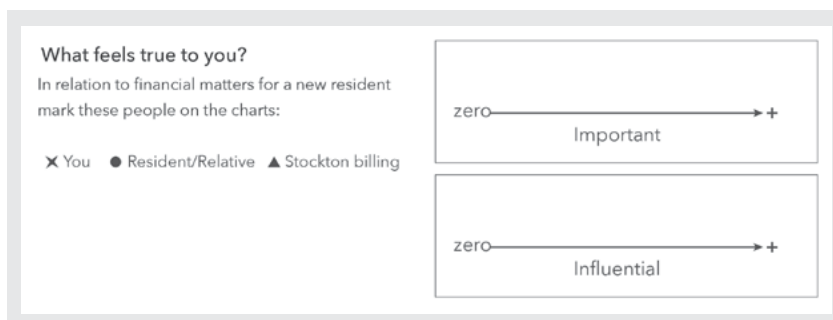 What feels true to you?
In relation to financial matters for a new resident
mark these people on the charts:
You Resident/Relative Stockton billing
zero +
Important
zero +
Influential